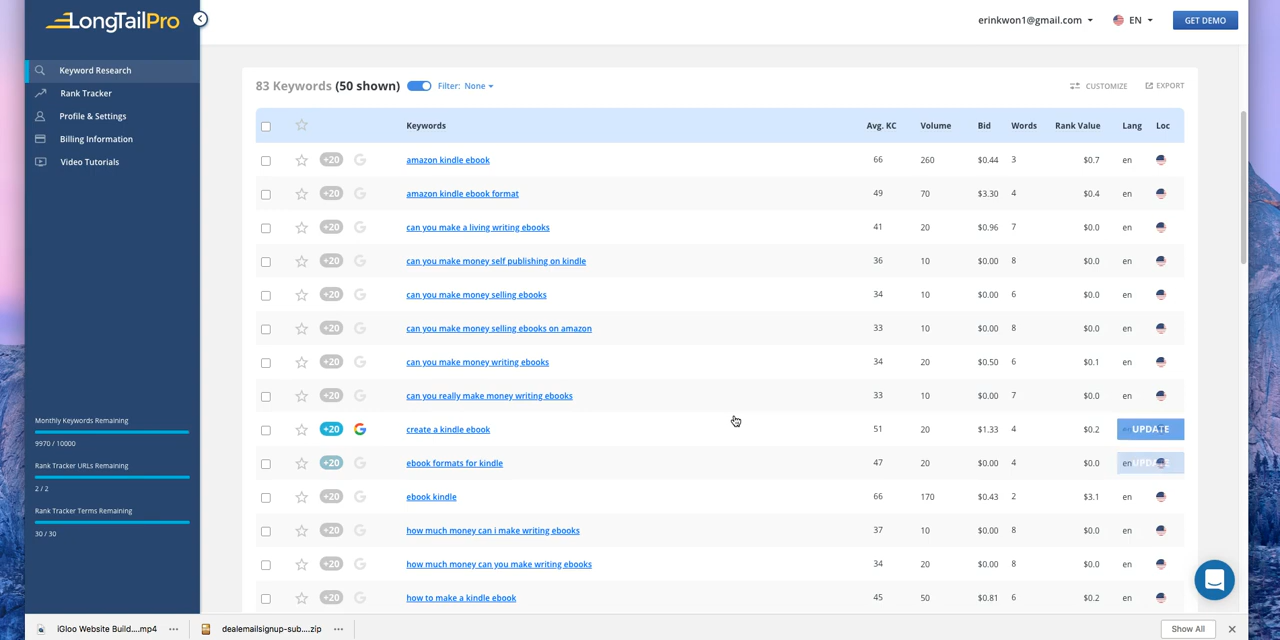 LongTailPro
erinkwon1@gmail.com EN GET DEMO
Keyword Research
Rank Tracker
Profile & Settings
Billing Information
Video Tutorials
Monthly Keywords Remaining
9970 / 10000
Rank Tracker URLs Remaining
2 / 2
Rank Tracker Terms Remaining
30 / 30
83 Keywords (50 shown) Filter: None CUSTOMIZE EXPORT
Keywords Avg. KC Volume Bid Words Rank Value Lang Loc
+20 amazon kindle ebook 66 260 $0.44 3 $0.7 en
+20 amazon kindle ebook format 49 70 $3.30 4 $0.4 en
+20 can you make a living writing ebooks 41 20 $0.96 7 $0.0 en
+20 can you make money self publishing on kindle 36 10 $0.00 8 $0.0 en
+20 can you make money selling ebooks 34 10 $0.00 6 $0.0 en
+20 can you make money selling ebooks on amazon 33 10 $0.00 8 $0.0 en
+20 can you make money writing ebooks 34 20 $0.50 6 $0.1 en
+20 can you really make money writing ebooks 33 10 $0.00 7 $0.0 en
+20 create a kindle ebook 51 20 $1.33 4 $0.2 UPDATE
+20 ebook formats for kindle 47 20 $0.00 4 $0.0 en UPDATE
+20 ebook kindle 66 170 $0.43 2 $3.1 en
+20 how much money can i make writing ebooks 37 10 $0.00 8 $0.0 en
+20 how much money can you make writing ebooks 34 20 $0.00 8 $0.0 en
+20 how to make a kindle ebook 45 50 $0.81 6 $0.2 en
iGloo Website Build....mp4 dealemailsignup-sub....zip Show All